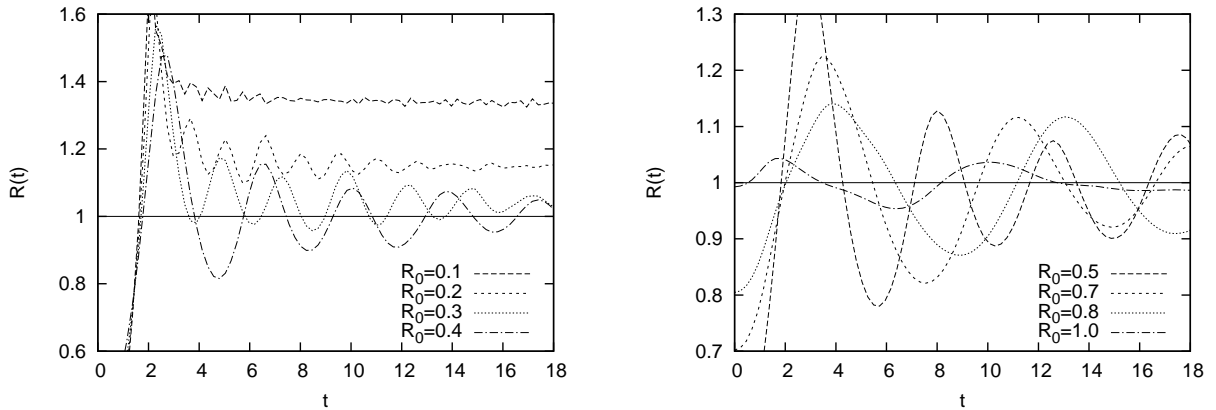 1.6
1.4
1.2
1
0.8
0.6
R(t)
0 2 4 6 8 10 12 14 16 18
t
R0=0.1
R0=0.2
R0=0.3
R0=0.4
1.3
1.2
1.1
1
0.9
0.8
0.7
R(t)
0 2 4 6 8 10 12 14 16 18
t
R0=0.5
R0=0.7
R0=0.8
R0=1.0